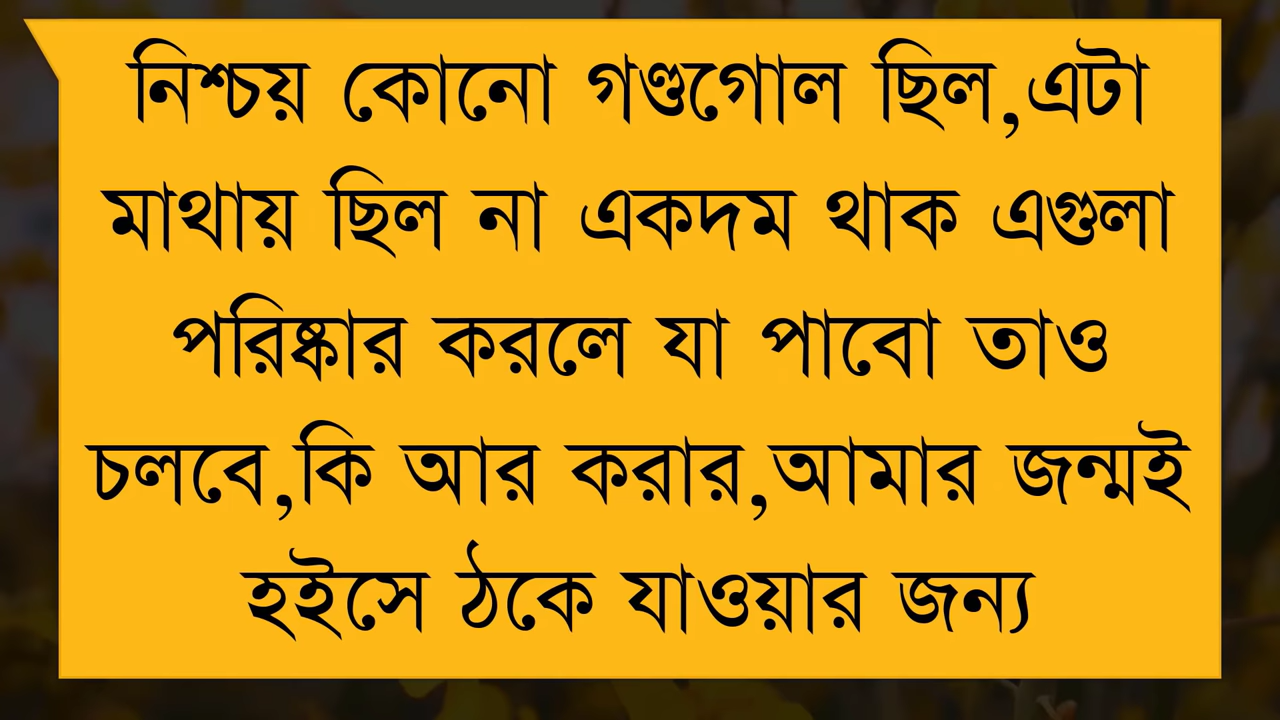 নিশ্চয় কোনো গণ্ডগোল ছিল,এটা
মাথায় ছিল না একদম থাক এগুলা
পরিষ্কার করলে যা পাবো তাও
চলবে,কি আর করার,আমার জন্মই
হইসে ঠকে যাওয়ার জন্য